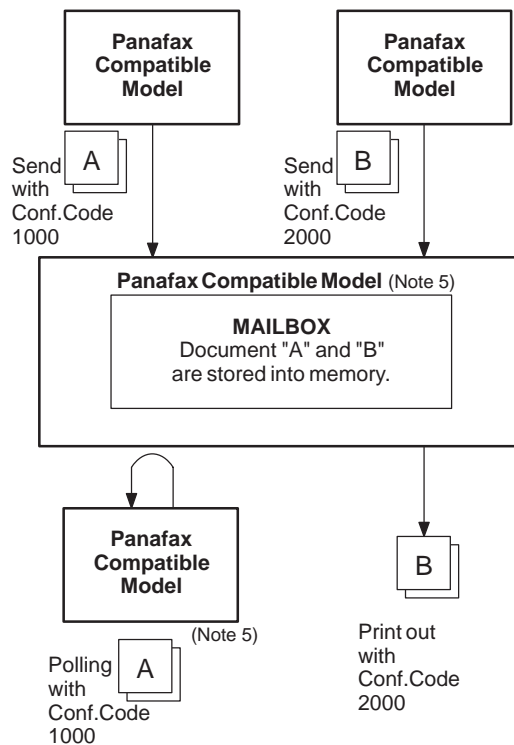 Panafax
Compatible
Model
Panafax
Compatible
Model
A
Send
with
Conf.Code
1000
B
Send
with
Conf.Code
2000
Panafax Compatible Model (Note 5)
MAILBOX
Document "A" and "B"
are stored into memory.
Panafax
Compatible
Model
(Note 5)
A
Polling
with
Conf.Code
1000
B
Print out
with
Conf.Code
2000